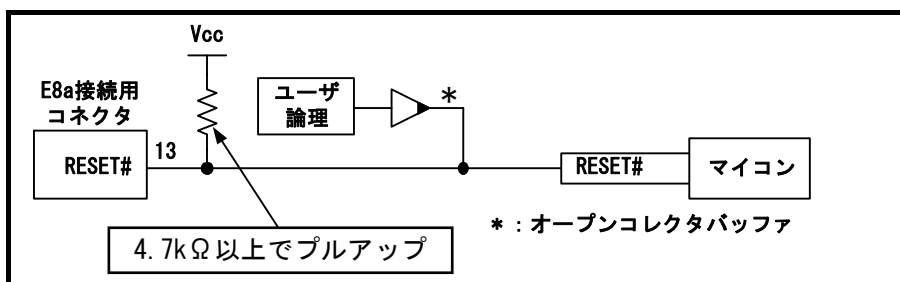 Vcc
E8a接続用
コネクタ
ユーザ
論理
*
RESET#
13
RESET#
マイコン
*：オープンコレクタバッファ
4.7kΩ以上でプルアップ